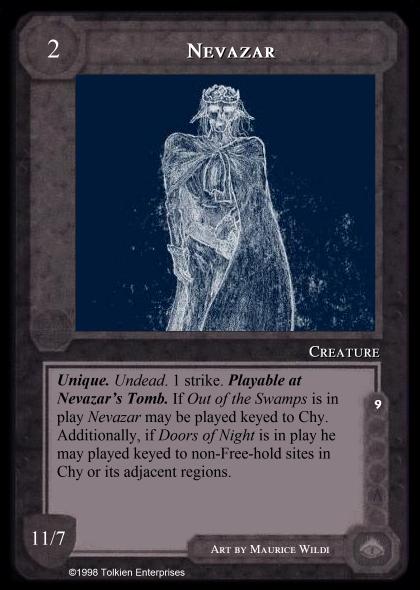 2
NEVAZAR
CREATURE
Unique. Undead. 1 strike. Playable at
Nevazar's Tomb. If Out of the Swamps is in
play Nevazar may be played keyed to Chy.
Additionally, if Doors of Night is in play he
may played keyed to non-Free-hold sites in
Chy or its adjacent regions.
9
11/7
ART BY MAURICE WILDI
©1998 Tolkien Enterprises